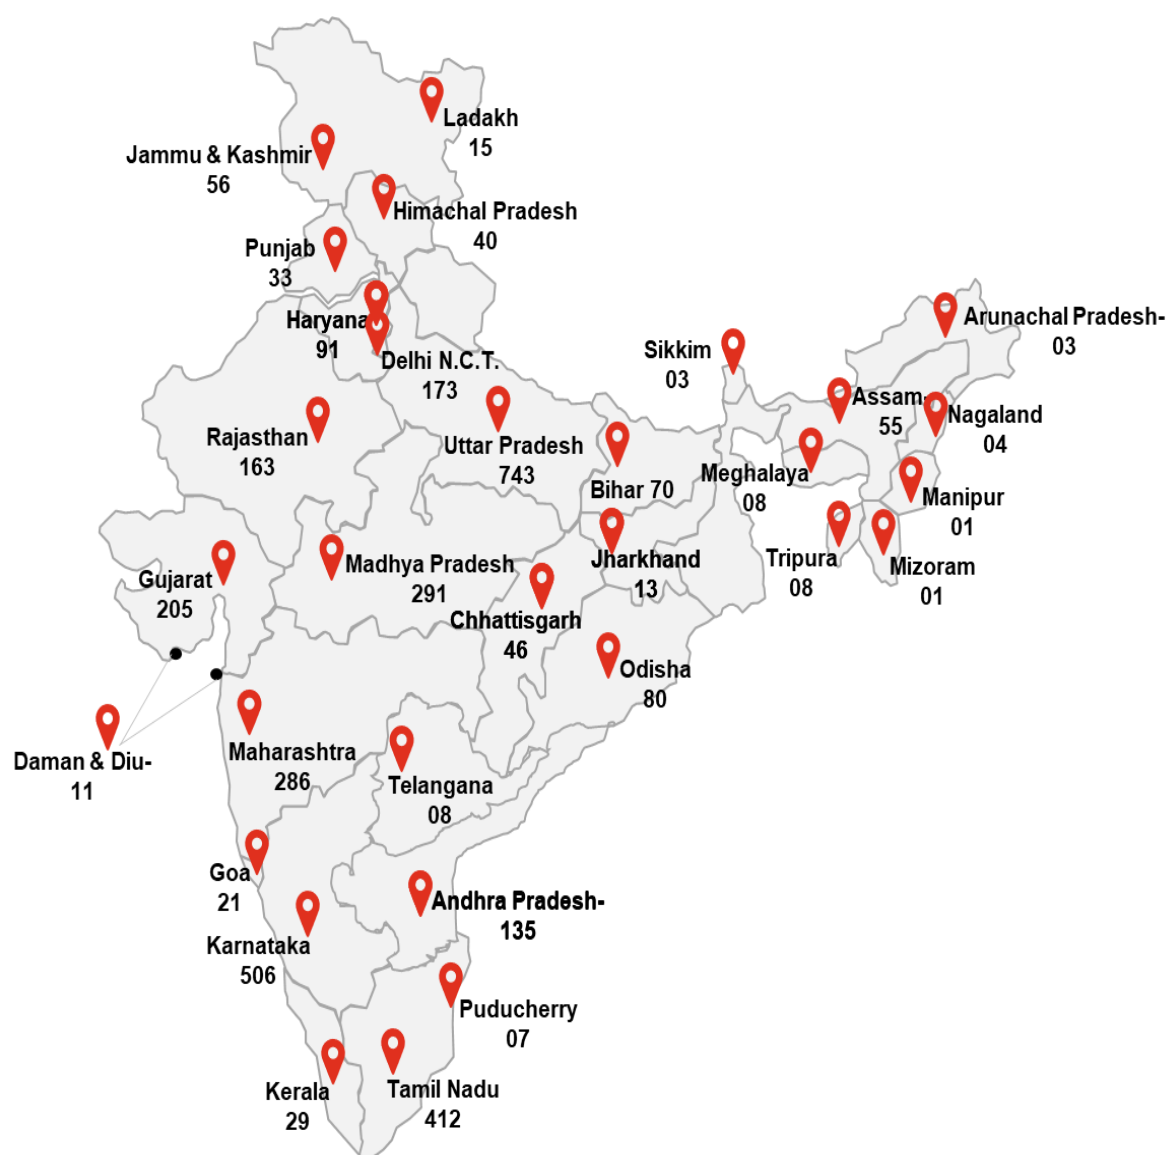 Ladakh
15
Jammu & Kashmir
56
Himachal Pradesh
40
Punjab
33
Haryana
91
Delhi N.C.T.
173
Arunachal Pradesh-
03
Sikkim
03
Assam-
55
Nagaland
04
Rajasthan
163
Uttar Pradesh
743
Bihar 70
Meghalaya
08
Manipur
01
Tripura
08
Mizoram
01
Gujarat
205
Madhya Pradesh
291
Jharkhand
13
Chhattisgarh
46
Odisha
80
Daman & Diu-
11
Maharashtra
286
Telangana
08
Goa
21
Andhra Pradesh-
135
Karnataka
506
Puducherry
07
Kerala
29
Tamil Nadu
412